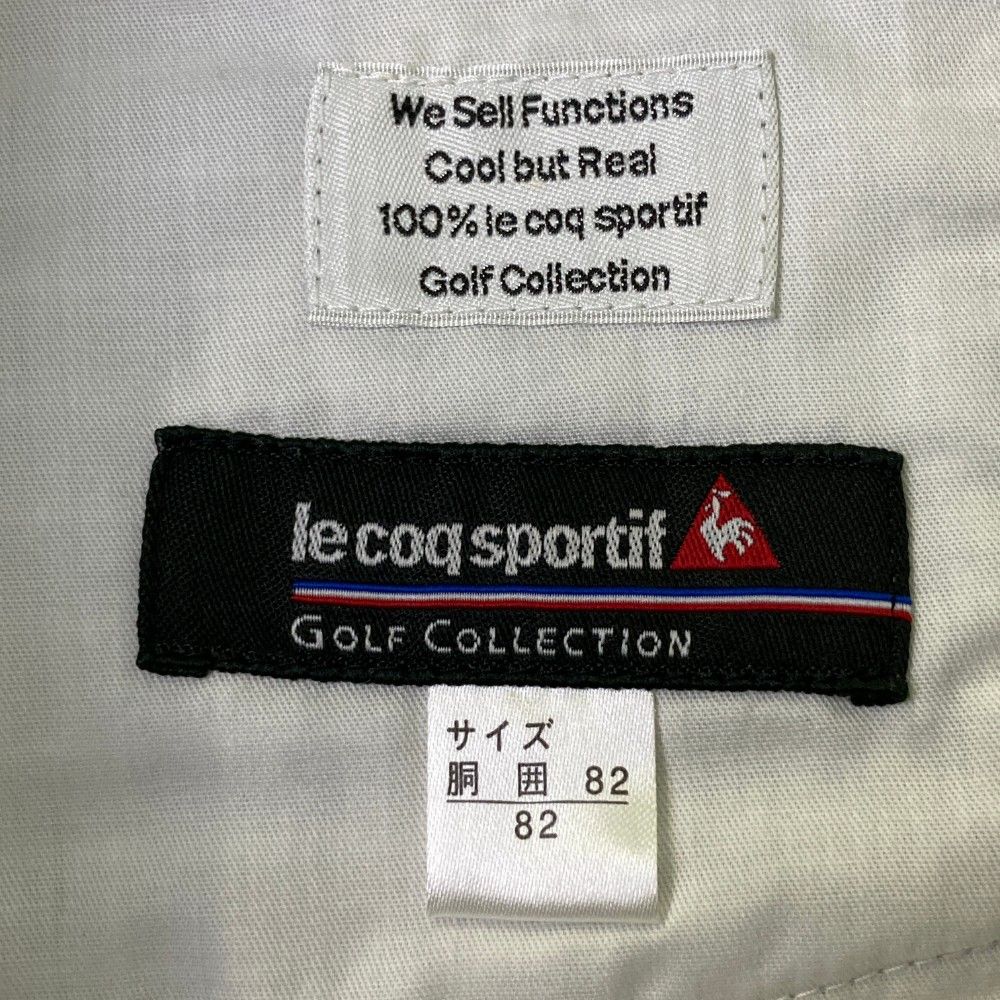 We Sell Functions
Cool but Real
100% le coq sportif
Golf Collection
le coq sportif
GOLF COLLECTION
サイズ
胴 囲 82
82